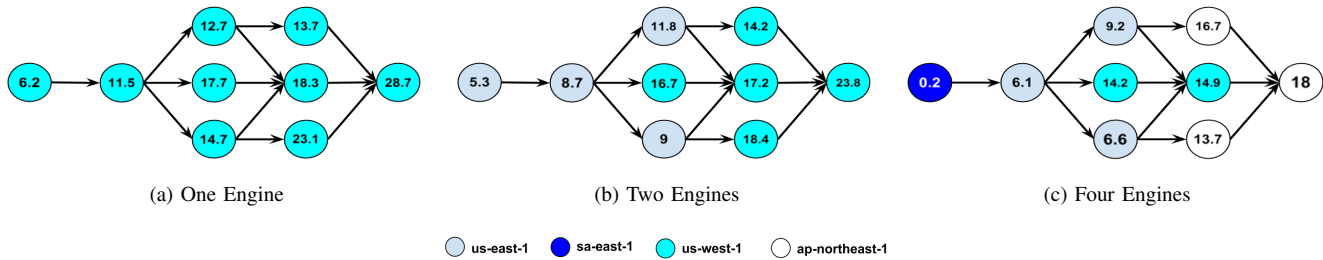 12.7 13.7
6.2 11.5 17.7 18.3 28.7
14.7 23.1
(a) One Engine
11.8 14.2
5.3 8.7 16.7 17.2 23.8
9 18.4
(b) Two Engines
9.2 16.7
0.2 6.1 14.2 14.9 18
6.6 13.7
(c) Four Engines
us-east-1 sa-east-1 us-west-1 ap-northeast-1